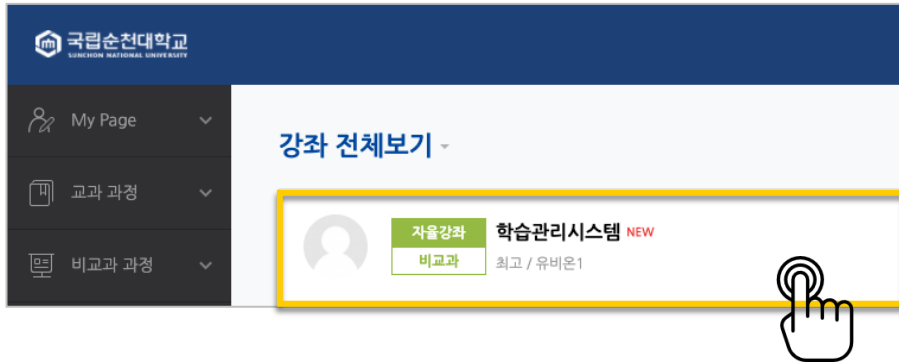 국립순천대학교
SUNCHON NATIONAL UNIVERSITY
My Page
교과 과정
비교과 과정
강좌 전체보기
자율강좌 학습관리시스템 NEW
비교과 최고 / 유비온1